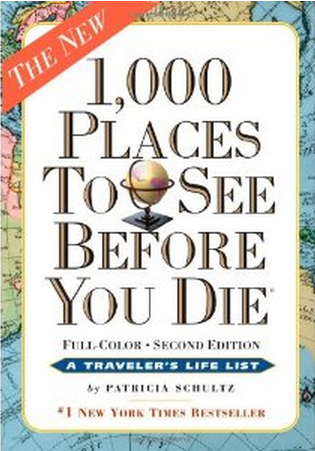 THE NEW
1,000
PLACES
TO SEE
BEFORE
YOU DIE®
FULL-COLOR • SECOND EDITION
A TRAVELER'S LIFE LIST
by PATRICIA SCHULTZ
#1 NEW YORK TIMES BESTSELLER